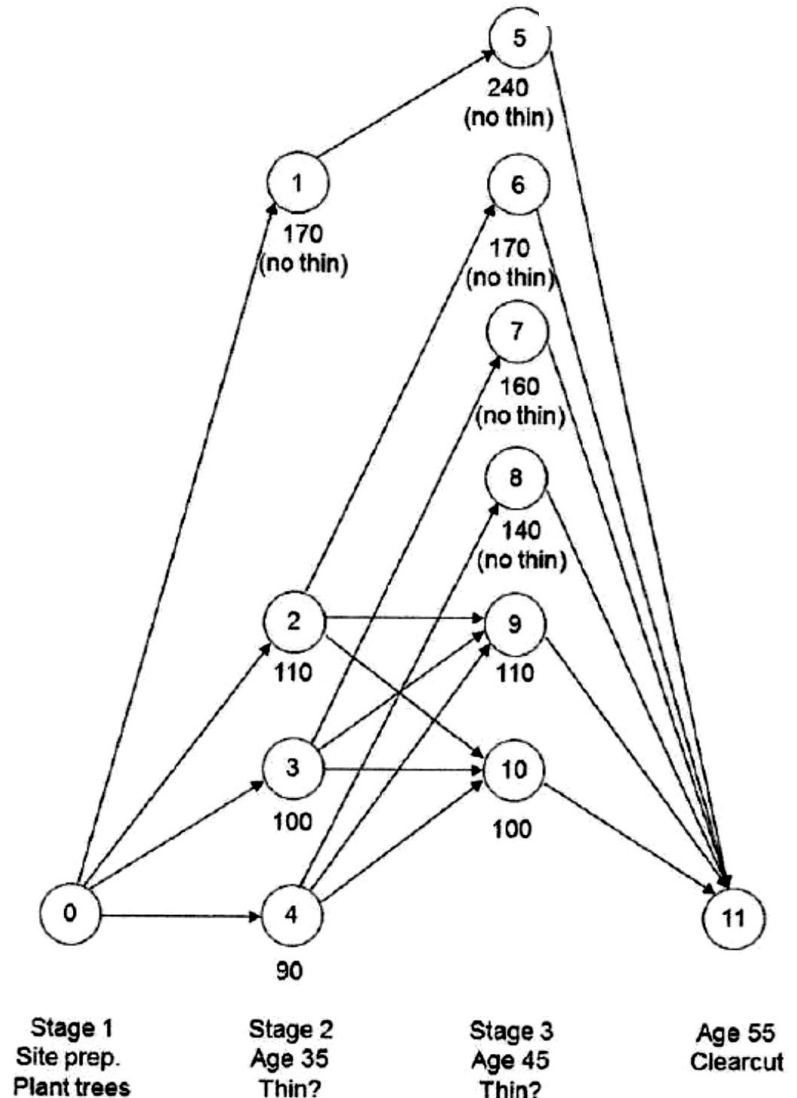 5
240
(no thin)
1
170
(no thin)
6
170
(no thin)
7
160
(no thin)
8
140
(no thin)
2
110
9
110
3
100
10
100
0
4
90
11
Stage 1
Site prep.
Plant trees
Stage 2
Age 35
Thin?
Stage 3
Age 45
Thin?
Age 55
Clearcut